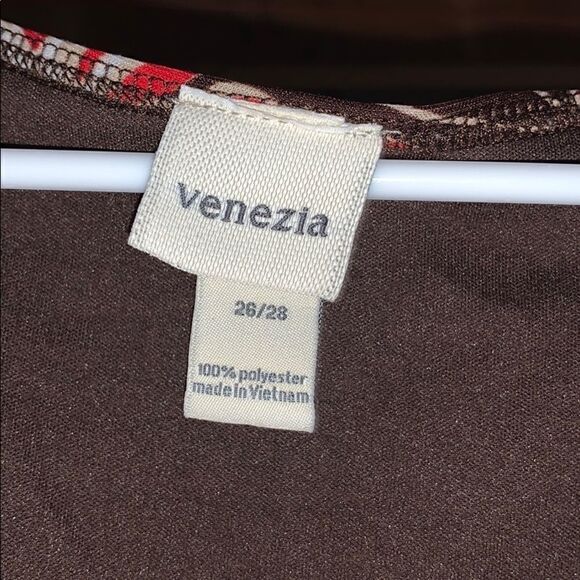 venezia
26/28
100% polyester
made in Vietnam